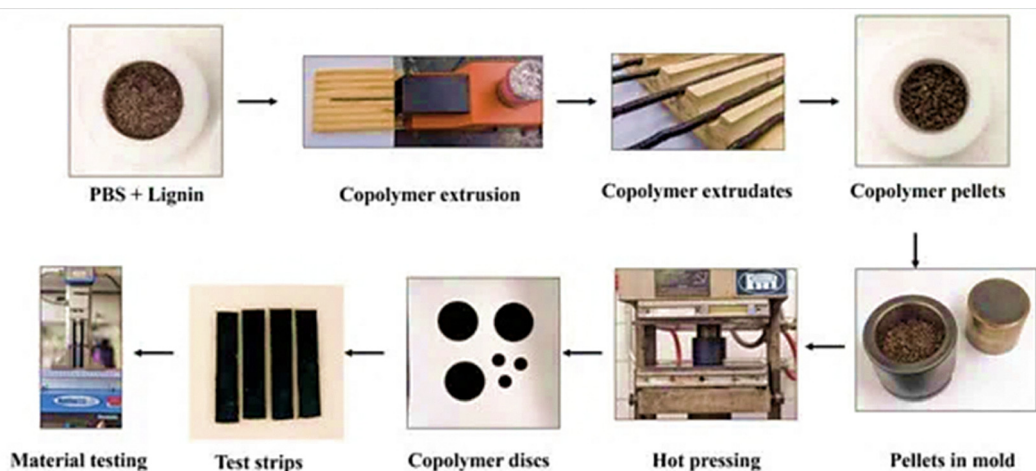 PBS + Lignin
Copolymer extrusion
Copolymer extrudates
Copolymer pellets
Material testing
Test strips
Copolymer discs
Hot pressing
Pellets in mold